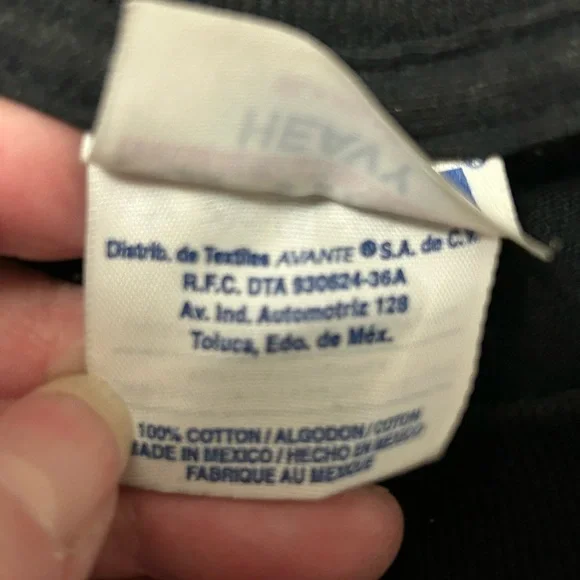 HEAVY
Distrib. de Textiles AVANTE ® S.A. de C.V.
R.F.C. DTA 930624-36A
Av. Ind. Automotriz 128
Toluca, Edo. de Méx.
100% COTTON / ALGODON / COTON
MADE IN MEXICO / HECHO EN MEXICO
FABRIQUE AU MEXIQUE